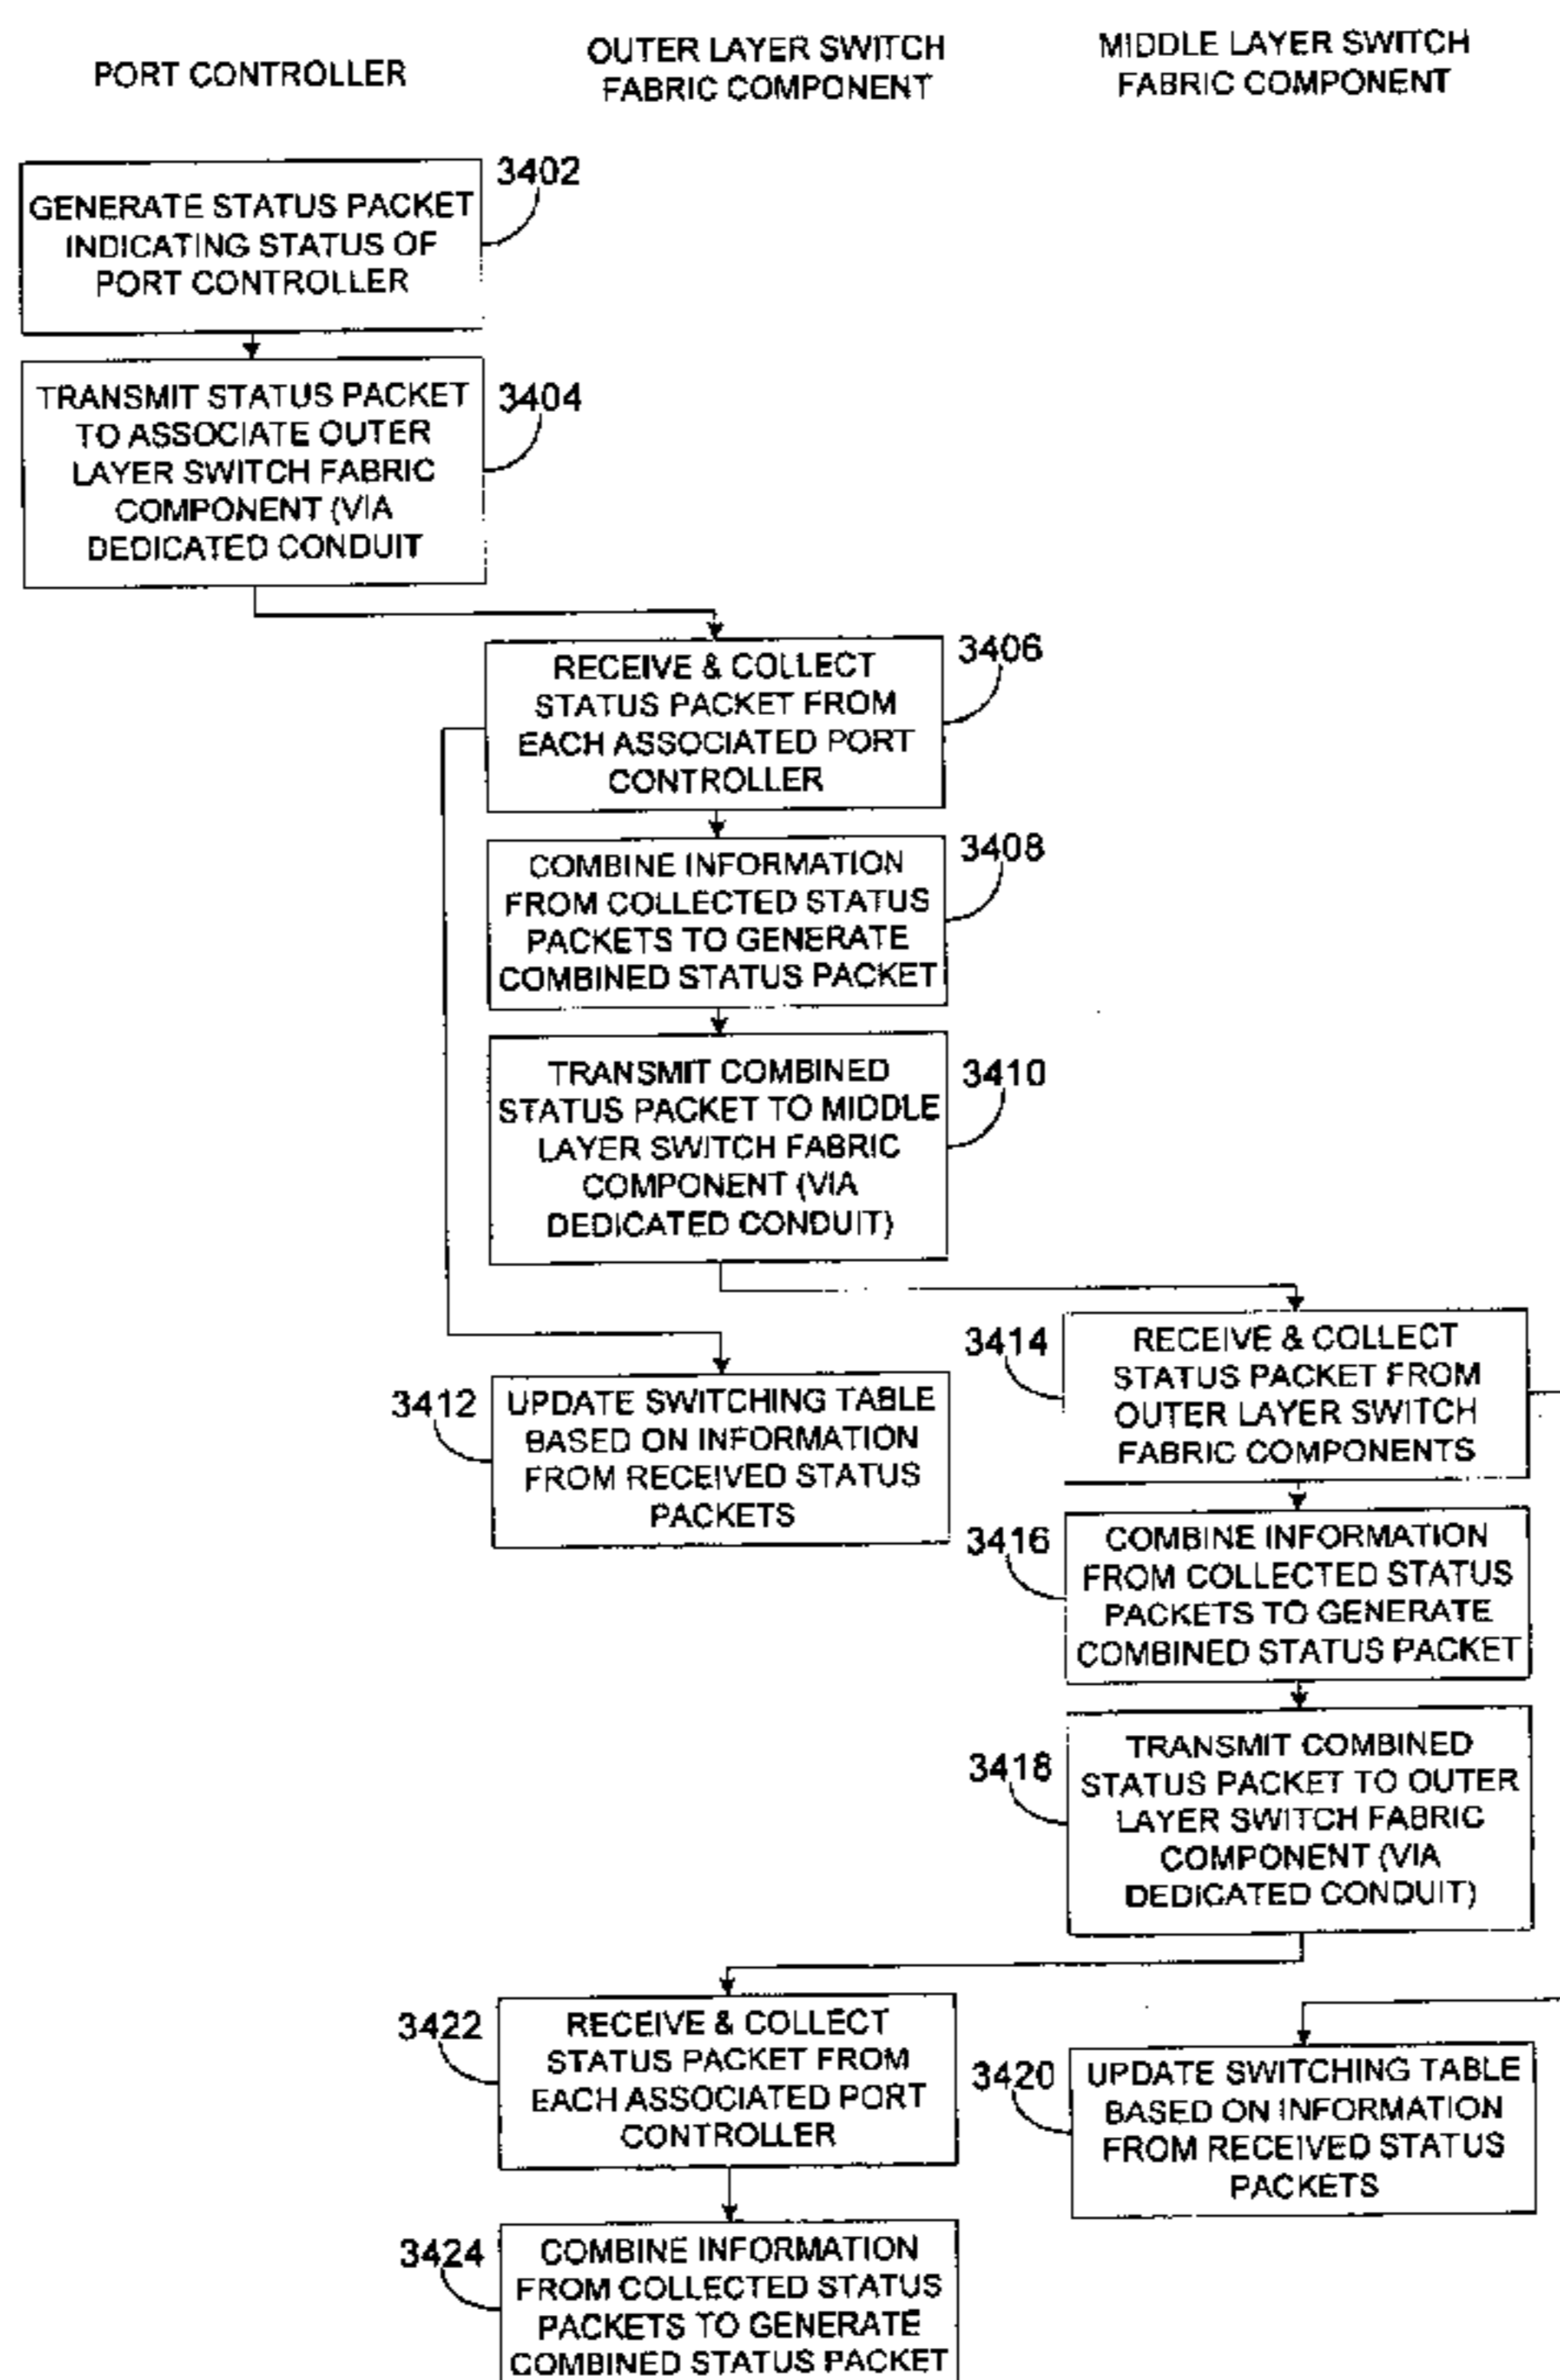 PORT CONTROLLER
OUTER LAYER SWITCH
FABRIC COMPONENT
MIDDLE LAYER SWITCH
FABRIC COMPONENT
3402
GENERATE STATUS PACKET
INDICATING STATUS OF
PORT CONTROLLER
3404
TRANSMIT STATUS PACKET
TO ASSOCIATE OUTER
LAYER SWITCH FABRIC
COMPONENT (VIA
DEDICATED CONDUIT
3406
RECEIVE & COLLECT
STATUS PACKET FROM
EACH ASSOCIATED PORT
CONTROLLER
3408
COMBINE INFORMATION
FROM COLLECTED STATUS
PACKETS TO GENERATE
COMBINED STATUS PACKET
3410
TRANSMIT COMBINED
STATUS PACKET TO MIDDLE
LAYER SWITCH FABRIC
COMPONENT (VIA
DEDICATED CONDUIT)
3412
UPDATE SWITCHING TABLE
BASED ON INFORMATION
FROM RECEIVED STATUS
PACKETS
3414
RECEIVE & COLLECT
STATUS PACKET FROM
OUTER LAYER SWITCH
FABRIC COMPONENTS
3416
COMBINE INFORMATION
FROM COLLECTED STATUS
PACKETS TO GENERATE
COMBINED STATUS PACKET
3418
TRANSMIT COMBINED
STATUS PACKET TO OUTER
LAYER SWITCH FABRIC
COMPONENT (VIA
DEDICATED CONDUIT)
3422
RECEIVE & COLLECT
STATUS PACKET FROM
EACH ASSOCIATED PORT
CONTROLLER
3420
UPDATE SWITCHING TABLE
BASED ON INFORMATION
FROM RECEIVED STATUS
PACKETS
3424
COMBINE INFORMATION
FROM COLLECTED STATUS
PACKETS TO GENERATE
COMBINED STATUS PACKET